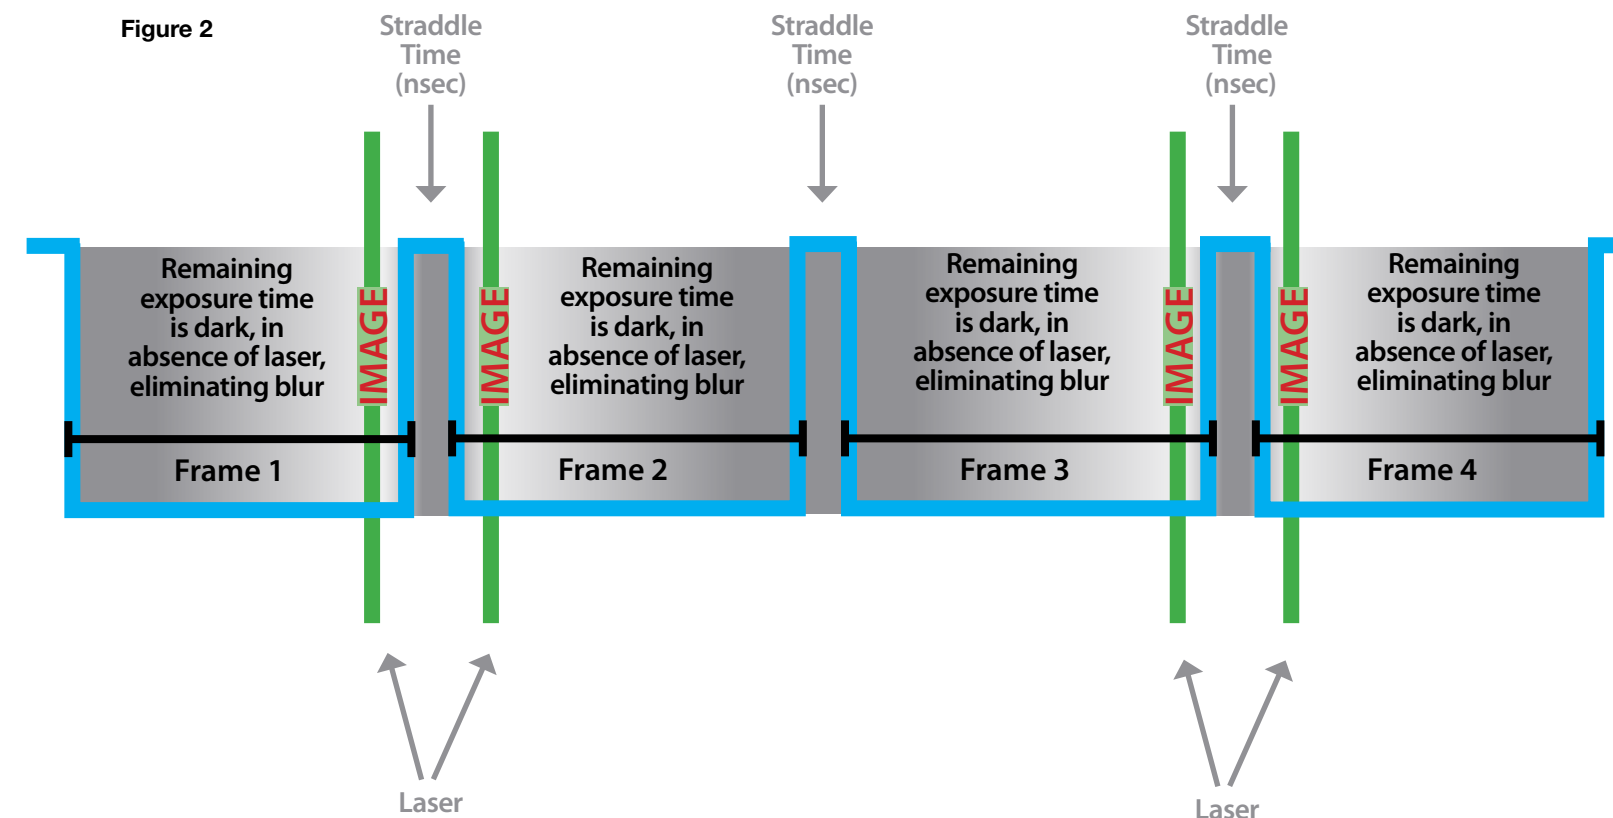 Figure 2
Straddle
Time
(nsec)
Straddle
Time
(nsec)
Straddle
Time
(nsec)
Remaining
exposure time
is dark, in
absence of laser,
eliminating blur
IMAGE
IMAGE
Remaining
exposure time
is dark, in
absence of laser,
eliminating blur
Remaining
exposure time
is dark, in
absence of laser,
eliminating blur
IMAGE
IMAGE
Remaining
exposure time
is dark, in
absence of laser,
eliminating blur
Frame 1
Frame 2
Frame 3
Frame 4
Laser
Laser